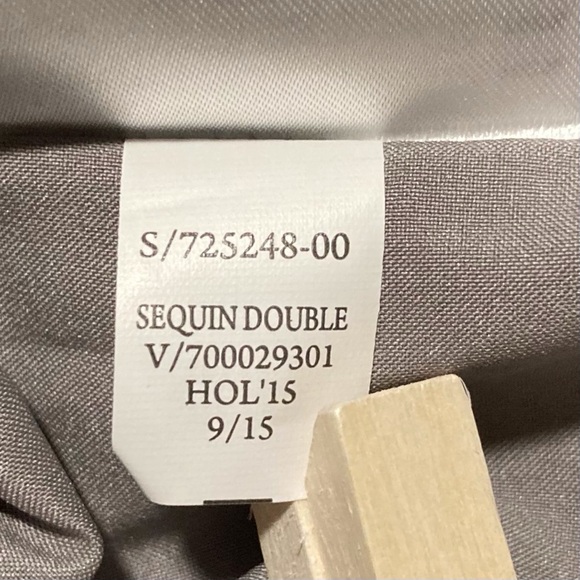 S/725248-00
SEQUIN DOUBLE
V/700029301
HOL'15
9/15